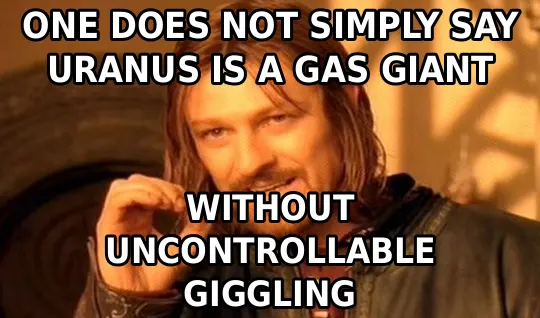 ONE DOES NOT SIMPLY SAY
URANUS IS A GAS GIANT
WITHOUT
UNCONTROLLABLE
GIGGLING